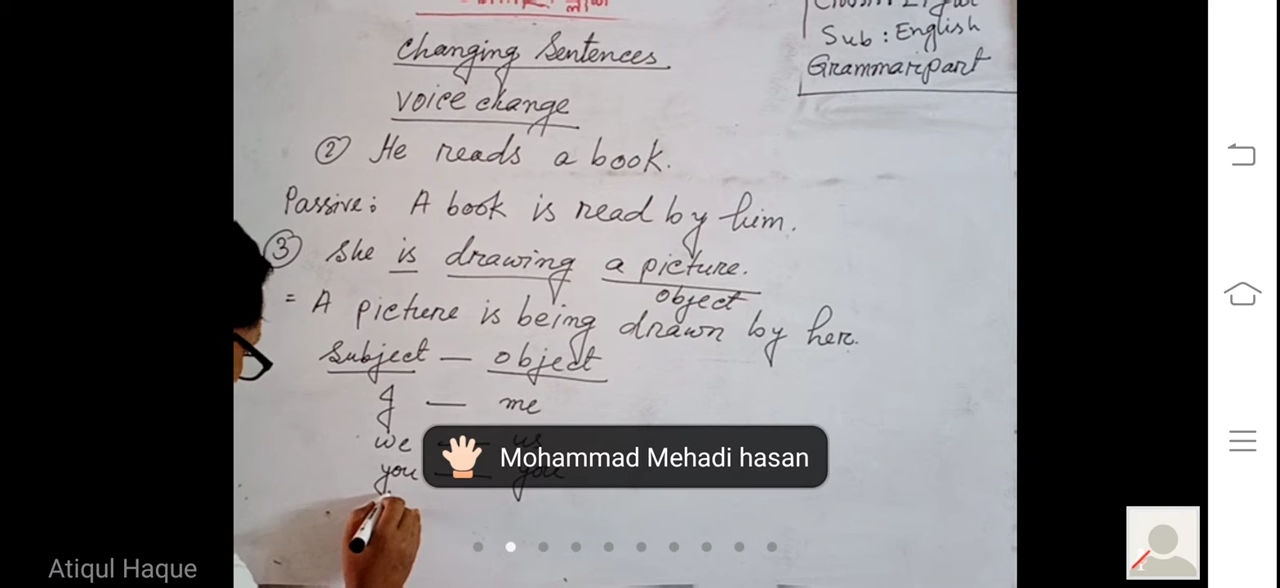 Sub : English
Grammar part
Changing Sentences
Voice change
② He reads a book.
Passive: A book is read by him.
③ She is drawing a picture.
object
= A picture is being drawn by her.
Subject — object
I — me
we — us
you — you
Mohammad Mehadi hasan
Atiqul Haque